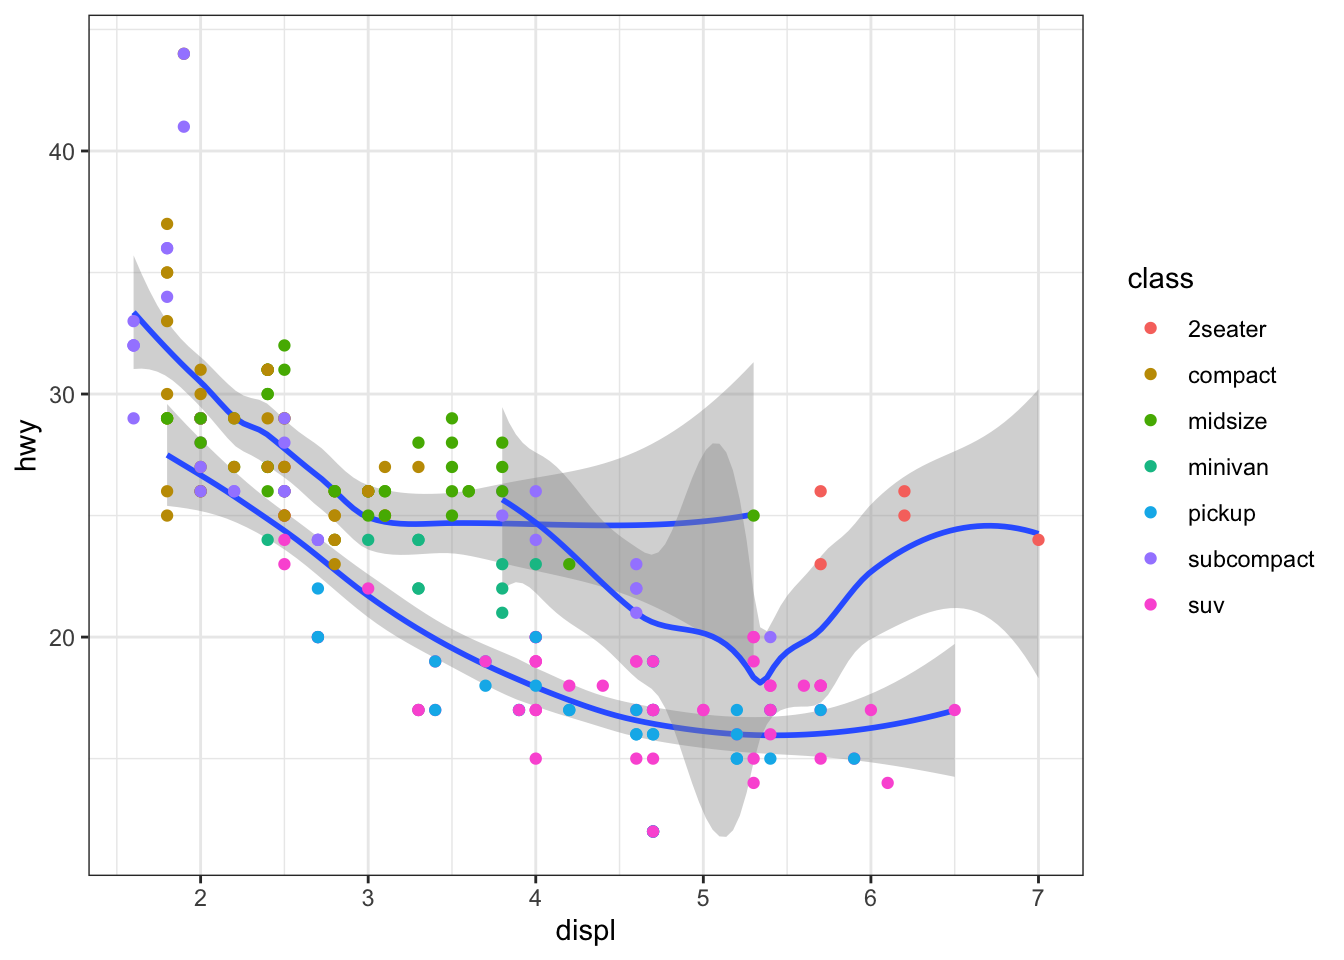 40
30
20
hwy
2 3 4 5 6 7
displ
class
2seater
compact
midsize
minivan
pickup
subcompact
suv